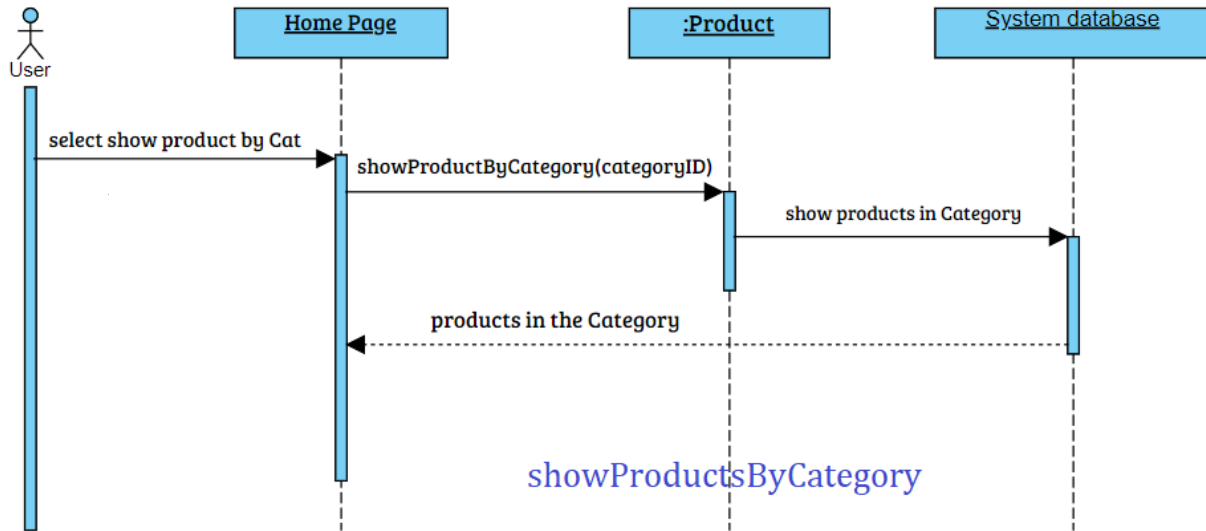 Home Page
:Product
System database
User
select show product by Cat
showProductByCategory(categoryID)
show products in Category
products in the Category
showProductsByCategory